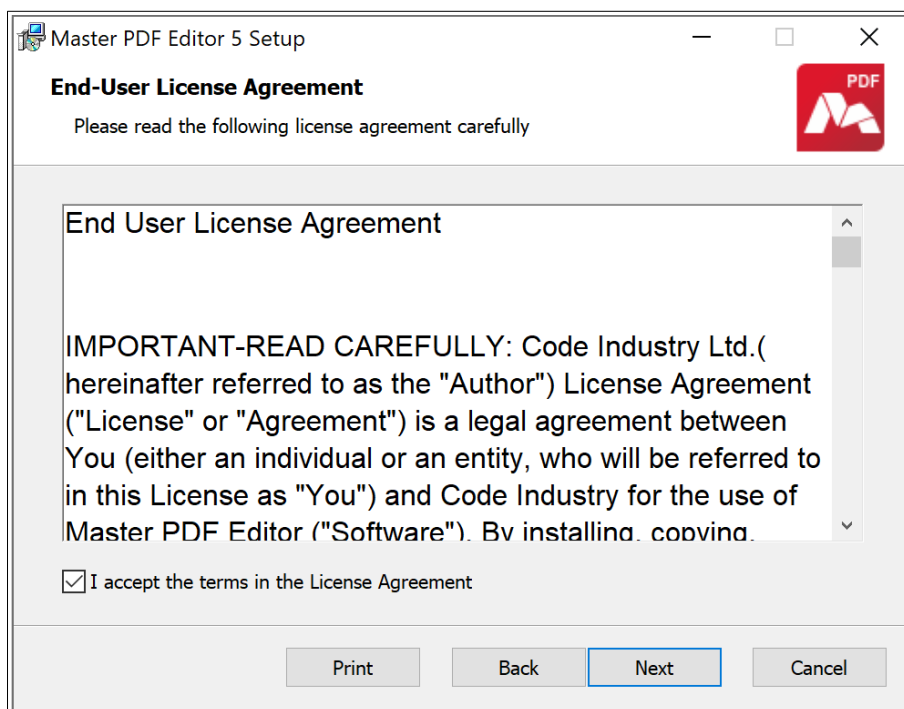 Master PDF Editor 5 Setup
End-User License Agreement
Please read the following license agreement carefully
PDF
End User License Agreement
IMPORTANT-READ CAREFULLY: Code Industry Ltd.(
hereinafter referred to as the "Author") License Agreement
("License" or "Agreement") is a legal agreement between
You (either an individual or an entity, who will be referred to
in this License as "You") and Code Industry for the use of
Master PDF Editor ("Software"). By installing, copying,
I accept the terms in the License Agreement
Print Back Next Cancel